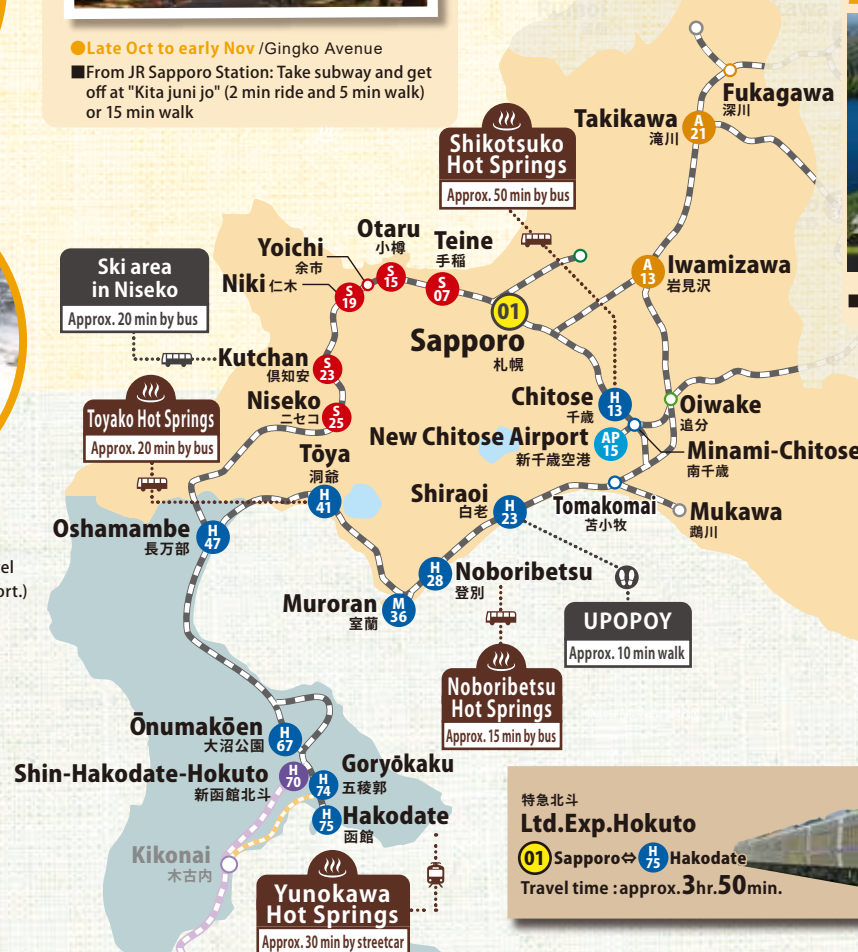 ●Late Oct to early Nov /Gingko Avenue
■From JR Sapporo Station: Take subway and get
off at "Kita juni jo" (2 min ride and 5 min walk)
or 15 min walk
Fukagawa
深川
Takikawa
滝川
A
21
Shikotsuko
Hot Springs
Approx. 50 min by bus
Otaru
小樽
Teine
手稲
Yoichi
余市
Niki 仁木
S
19
S
15
S
07
A
13
Iwamizawa
岩見沢
Ski area
in Niseko
Approx. 20 min by bus
01
Sapporo
札幌
Kutchan
倶知安
S
23
Niseko
ニセコ
S
25
Toyako Hot Springs
Approx. 20 min by bus
Chitose
千歳
H
13
Oiwake
追分
New Chitose Airport
新千歳空港
AP
15
Minami-Chitose
南千歳
Tōya
洞爺
H
41
Shiraoi
白老
H
23
Tomakomai
苫小牧
Mukawa
鵡川
Oshamambe
長万部
H
47
el
ort.)
H
28
Noboribetsu
登別
Muroran
室蘭
M
36
UPOPOY
Approx. 10 min walk
Noboribetsu
Hot Springs
Approx. 15 min by bus
Ōnumakōen
大沼公園
H
67
Shin-Hakodate-Hokuto
新函館北斗
H
70
H
74
Goryōkaku
五稜郭
H
75
Hakodate
函館
Kikonai
木古内
Yunokawa
Hot Springs
Approx. 30 min by streetcar
特急北斗
Ltd.Exp.Hokuto
01 Sapporo⇔ H 75 Hakodate
Travel time : approx. 3hr. 50min.